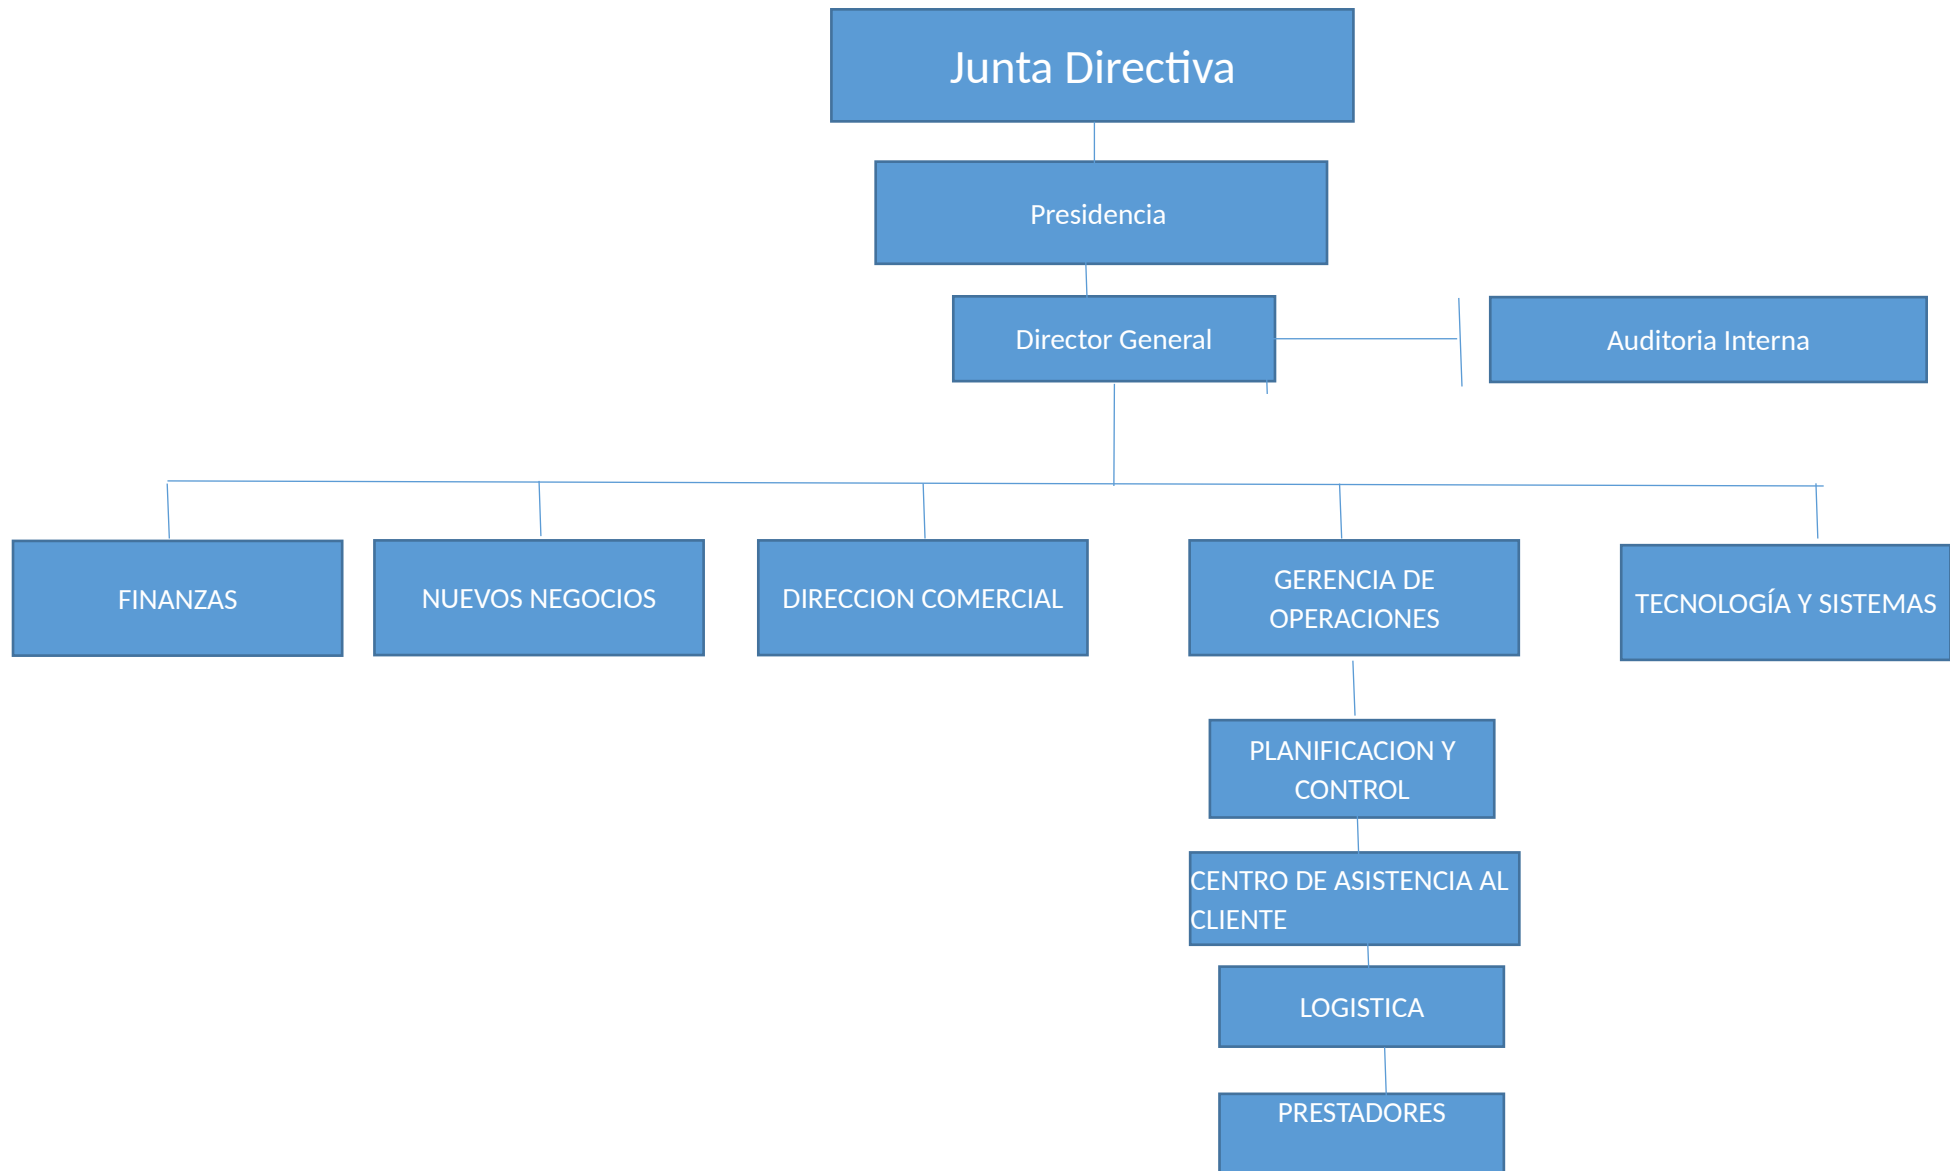 Junta Directiva
Presidencia
Director General
Auditoria Interna
FINANZAS
NUEVOS NEGOCIOS
DIRECCION COMERCIAL
GERENCIA DE
OPERACIONES
TECNOLOGÍA Y SISTEMAS
PLANIFICACION Y
CONTROL
CENTRO DE ASISTENCIA AL
CLIENTE
LOGISTICA
PRESTADORES